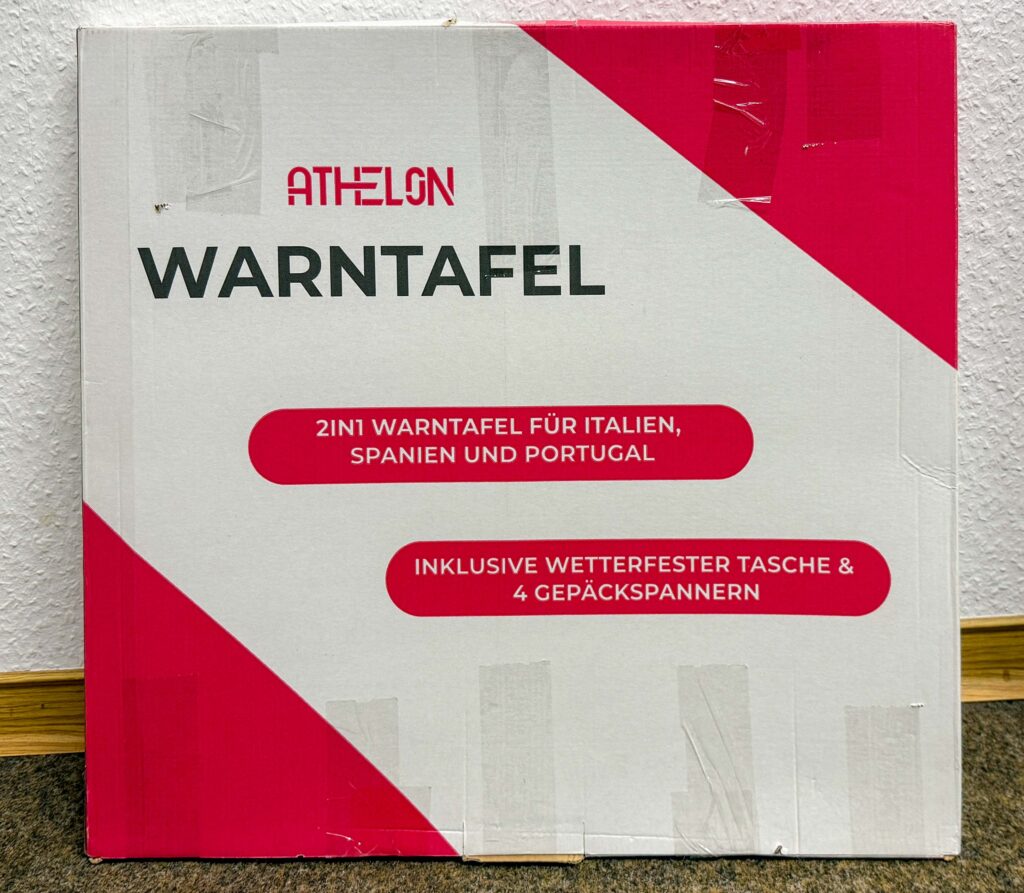 ATHELON
WARNTAFEL
2IN1 WARNTAFEL FÜR ITALIEN,
SPANIEN UND PORTUGAL
INKLUSIVE WETTERFESTER TASCHE &
4 GEPÄCKSPANNERN